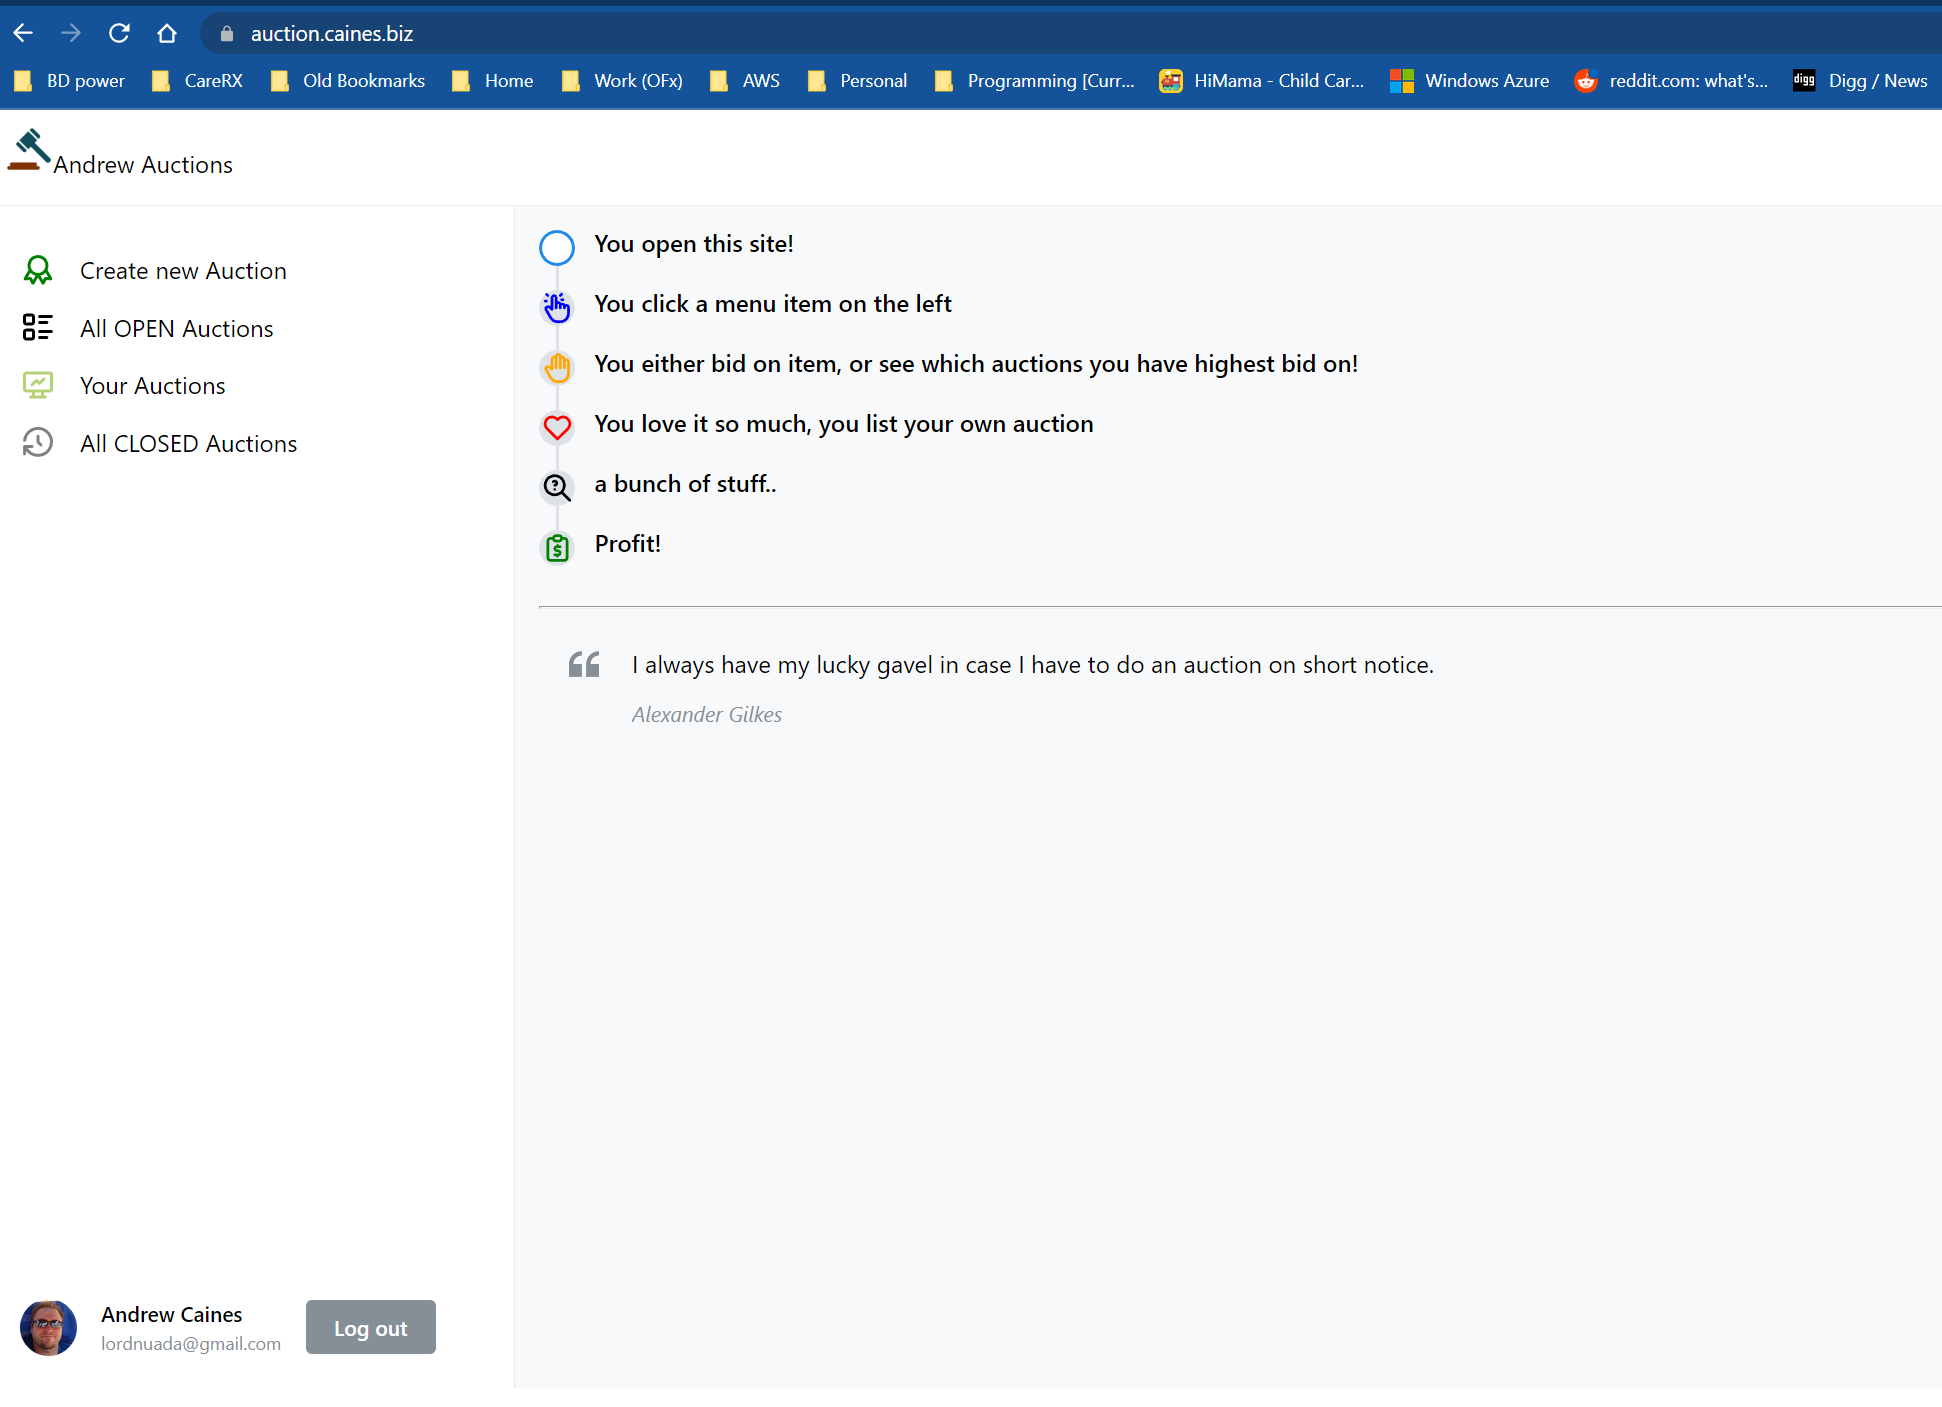 auction.caines.biz
BD power
CareRX
Old Bookmarks
Home
Work (OFx)
AWS
Personal
Programming [Curr...
HiMama - Child Car...
Windows Azure
reddit.com: what's...
digg
Digg / News
Andrew Auctions
Create new Auction
All OPEN Auctions
Your Auctions
All CLOSED Auctions
You open this site!
You click a menu item on the left
You either bid on item, or see which auctions you have highest bid on!
You love it so much, you list your own auction
a bunch of stuff..
Profit!
I always have my lucky gavel in case I have to do an auction on short notice.
Alexander Gilkes
Andrew Caines
lordnuada@gmail.com
Log out